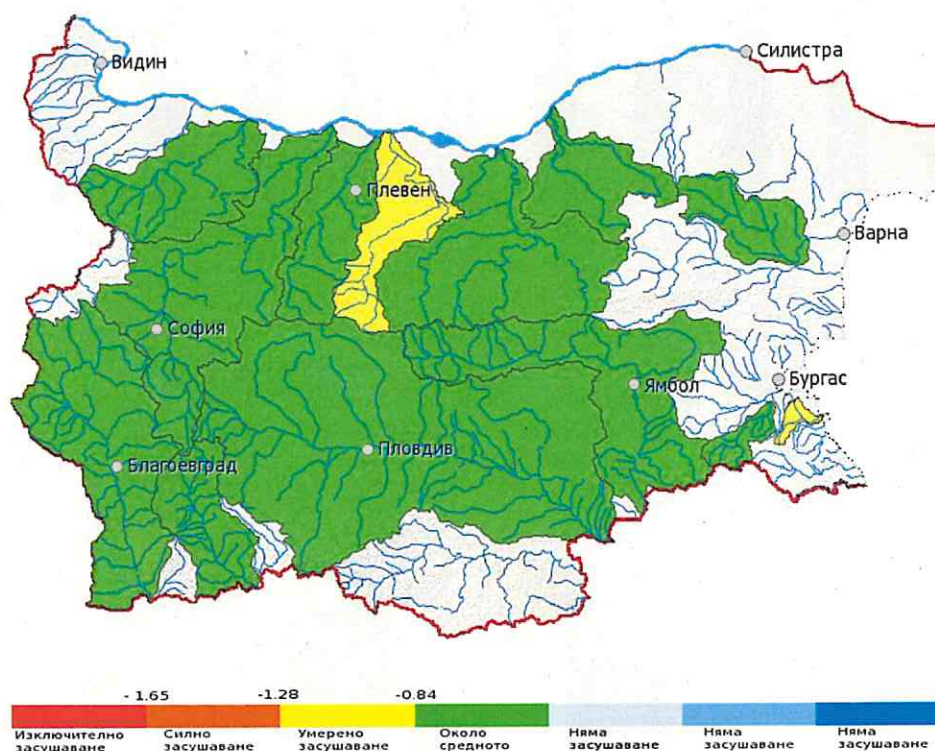 Видин
Силистра
Плевен
Варна
София
Ямбол
Бургас
Пловдив
Благоевград
- 1.65
-1.28
-0.84
Изключително засушаване
Силно засушаване
Умерено засушаване
Около средното
Няма засушаване
Няма засушаване
Няма засушаване